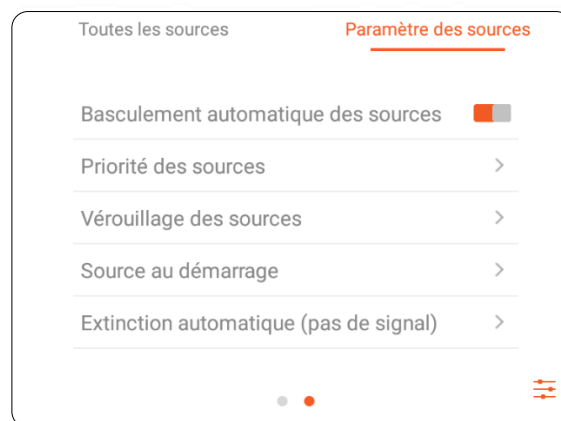 Toutes les sources
Paramètre des sources
Basculement automatique des sources
Priorité des sources
Vérouillage des sources
Source au démarrage
Extinction automatique (pas de signal)